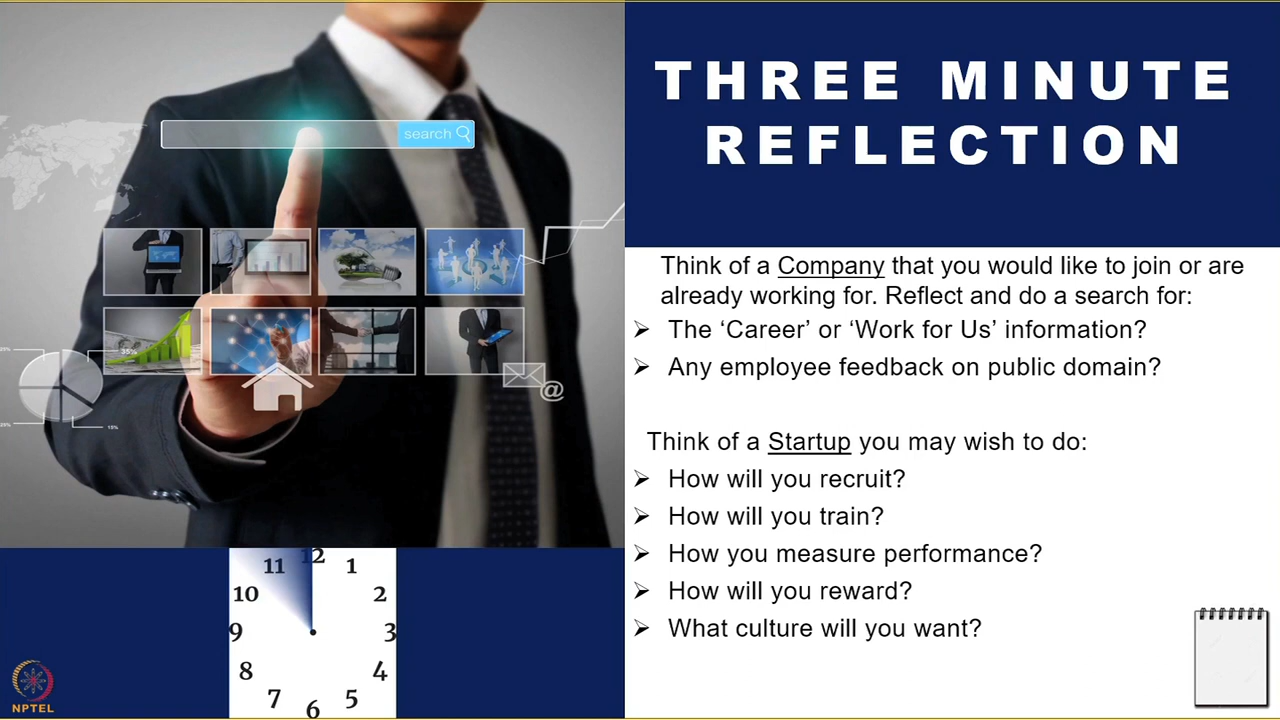 THREE MINUTE
REFLECTION
search
Think of a Company that you would like to join or are
already working for. Reflect and do a search for:
➢ The ‘Career’ or ‘Work for Us’ information?
➢ Any employee feedback on public domain?
Think of a Startup you may wish to do:
➢ How will you recruit?
➢ How will you train?
➢ How you measure performance?
➢ How will you reward?
➢ What culture will you want?
35%
15%
@
12
11
1
10
2
9
3
8
4
7
5
6
NPTEL